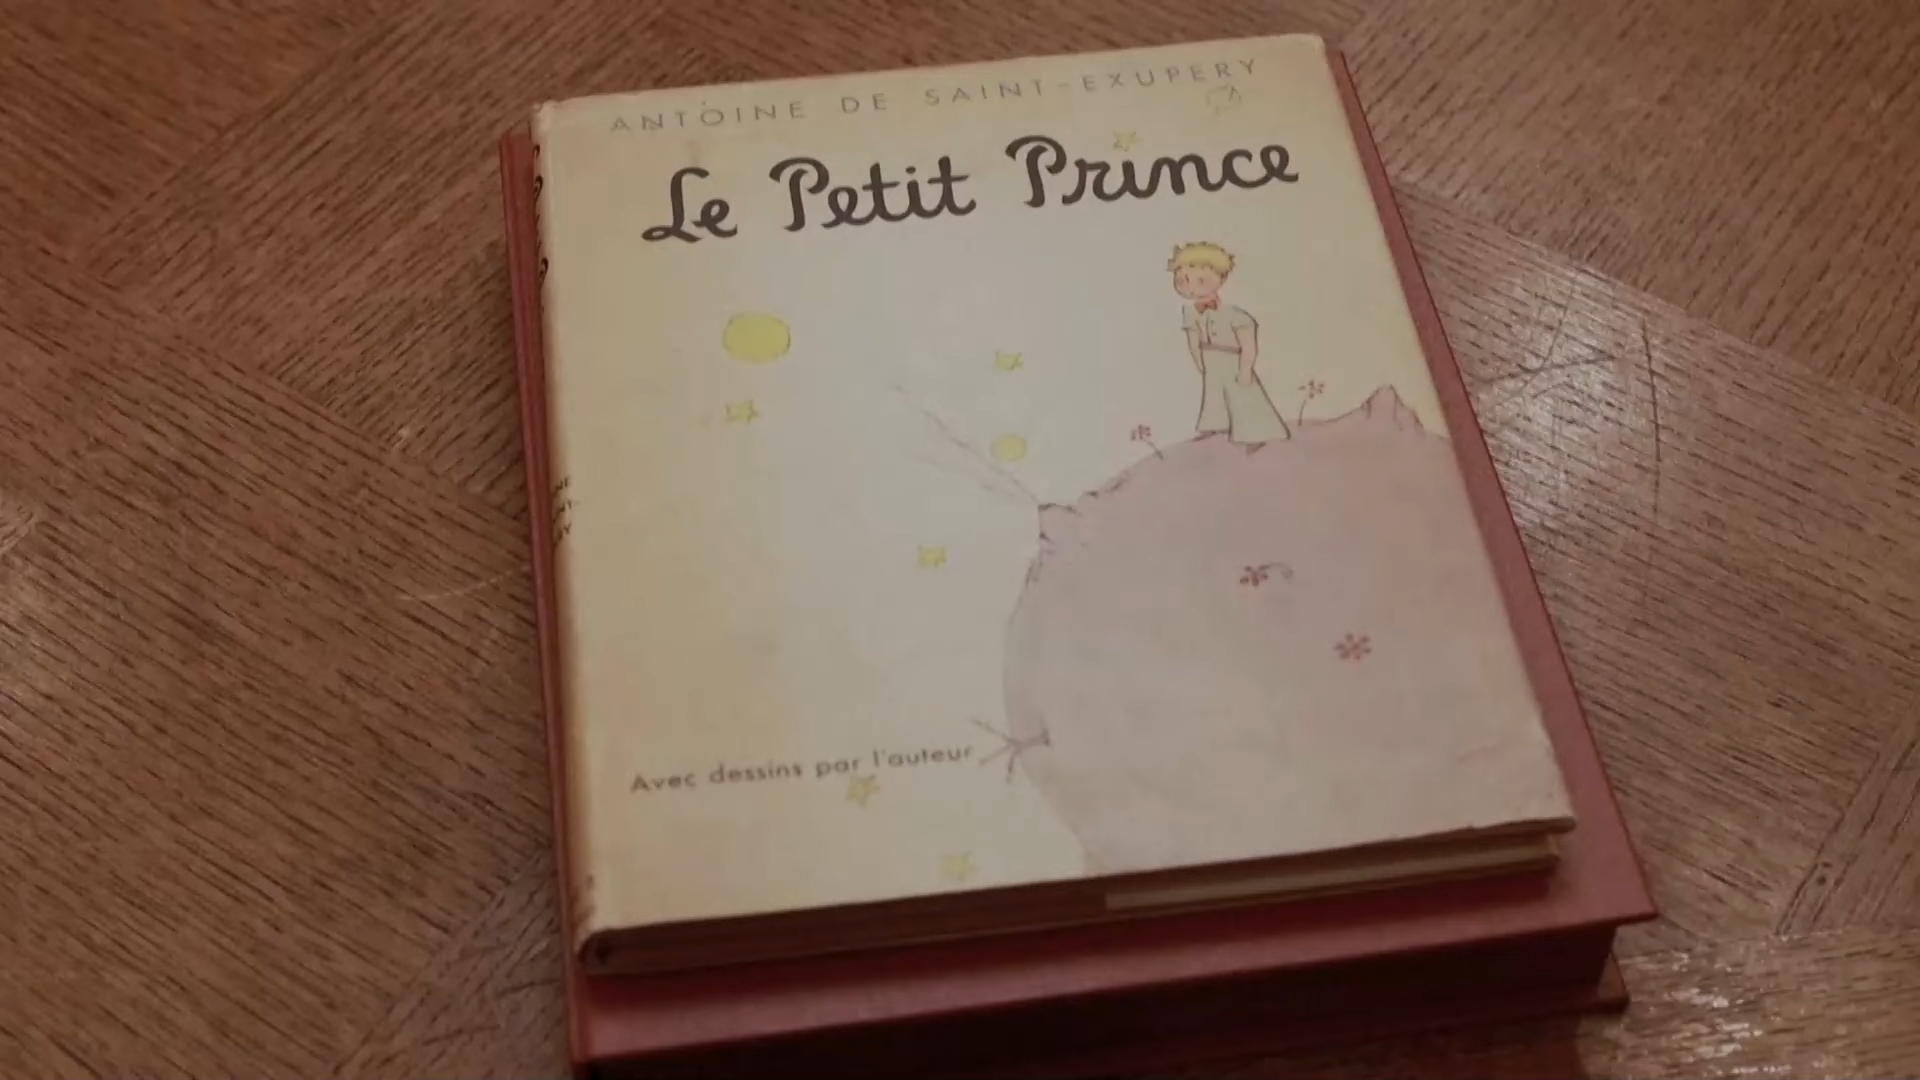 ANTOINE DE SAINT-EXUPERY
Le Petit Prince
Avec dessins par l'auteur